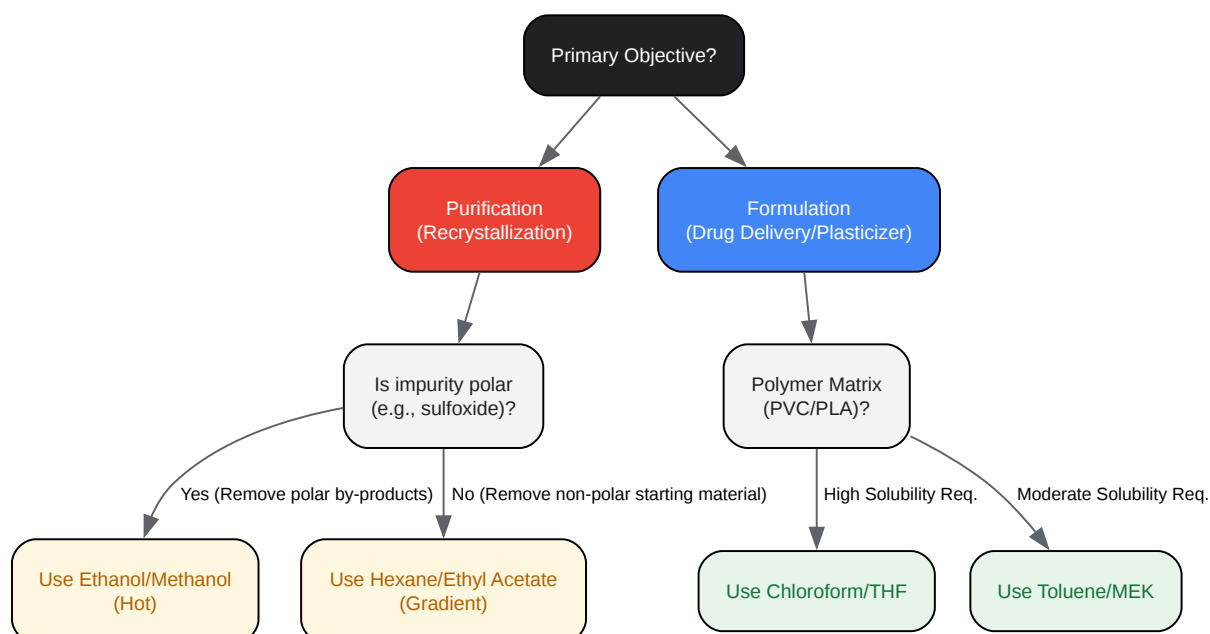 Primary Objective?
Purification
(Recrystallization)
Formulation
(Drug Delivery/Plasticizer)
Is impurity polar
(e.g., sulfoxide)?
Polymer Matrix
(PVC/PLA)?
Yes (Remove polar by-products)
No (Remove non-polar starting material)
High Solubility Req.
Moderate Solubility Req.
Use Ethanol/Methanol
(Hot)
Use Hexane/Ethyl Acetate
(Gradient)
Use Chloroform/THF
Use Toluene/MEK